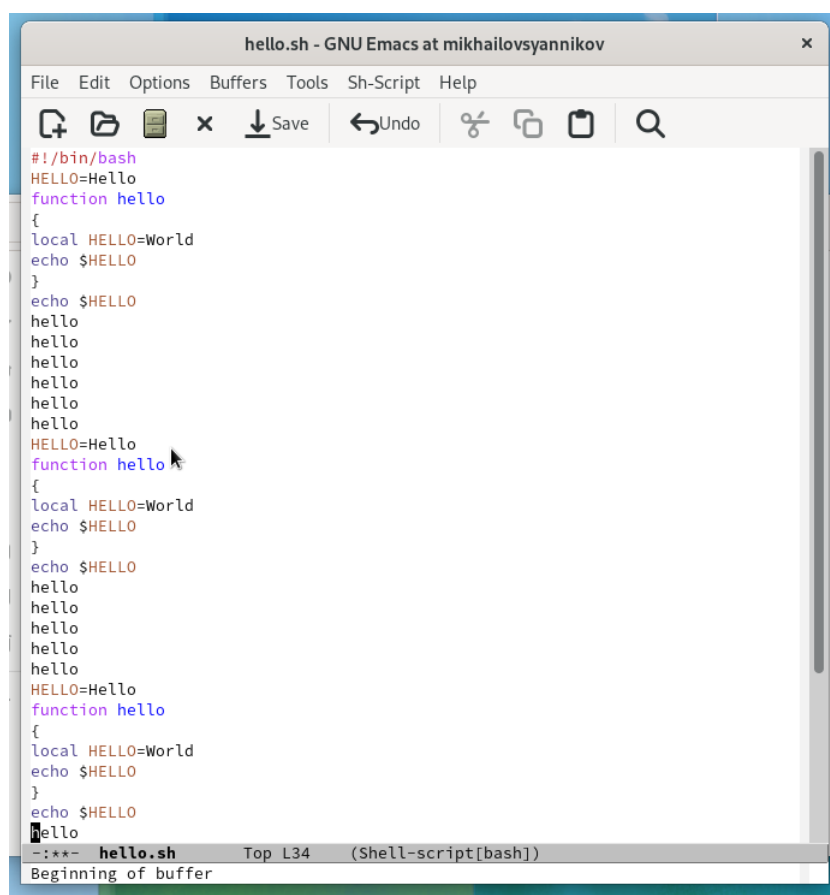 hello.sh - GNU Emacs at mikhailovsyannikov
File Edit Options Buffers Tools Sh-Script Help
Save Undo
#!/bin/bash
HELLO=Hello
function hello
{
local HELLO=World
echo $HELLO
}
echo $HELLO
hello
hello
hello
hello
hello
hello
HELLO=Hello
function hello
{
local HELLO=World
echo $HELLO
}
echo $HELLO
hello
hello
hello
hello
hello
HELLO=Hello
function hello
{
local HELLO=World
echo $HELLO
}
echo $HELLO
hello
-:**- hello.sh Top L34 (Shell-script[bash])
Beginning of buffer